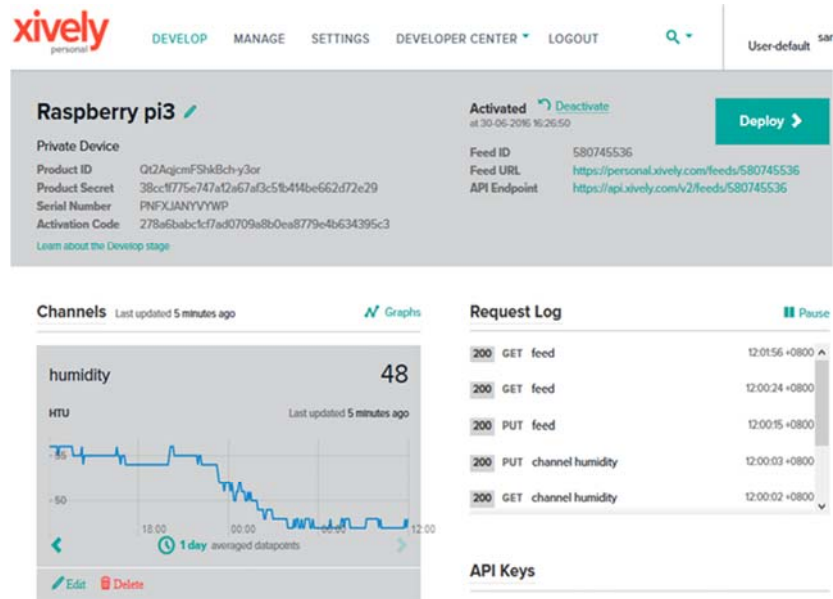 xively
personal
DEVELOP MANAGE SETTINGS DEVELOPER CENTER LOGOUT
User-default
Raspberry pi3
Private Device
Product ID Qt2AqjcmFShkBch-y3or
Product Secret 38cc1f775e747a12a67af3c51b414be662d72e29
Serial Number PNFXJANYVYWP
Activation Code 278a6babc1cf7ad0709a8b0ea8779e4b634395c3
Learn about the Develop stage
Activated Deactivate
at 30-06-2016 16:26:50
Feed ID 580745536
Feed URL https://personal.xively.com/feeds/580745536
API Endpoint https://api.xively.com/v2/feeds/580745536
Deploy
Channels Last updated 5 minutes ago Graphs
humidity 48
HTU Last updated 5 minutes ago
55
50
18:00 00:00 06:00 12:00
1 day averaged datapoints
Edit Delete
Request Log Pause
200 GET feed 12:01:56 +0800
200 GET feed 12:00:24 +0800
200 PUT feed 12:00:15 +0800
200 PUT channel humidity 12:00:03 +0800
200 GET channel humidity 12:00:02 +0800
API Keys